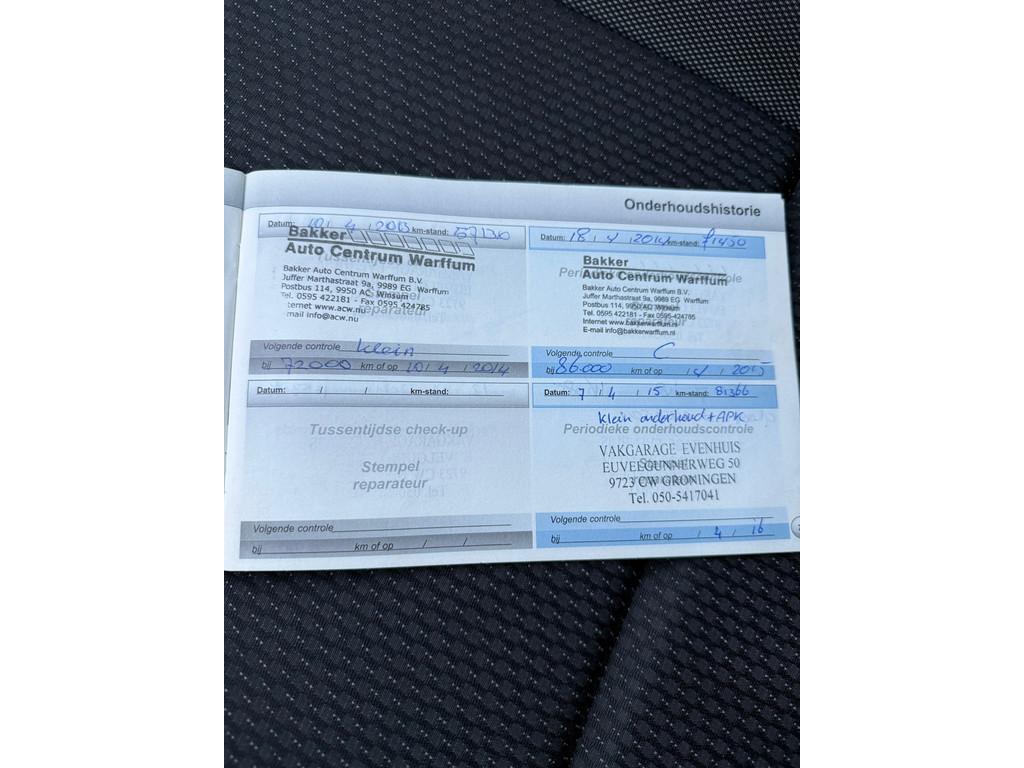 Onderhoudshistorie
Datum: 10 / 4 / 2013 km-stand: 57130
Bakker
Auto Centrum Warffum
Tussentijdse
Bakker Auto Centrum Warffum B.V.
Juffer Marthastraat 9a, 9989 EG Warffum
Postbus 114, 9950 AC Winsum
Tel. 0595 422181 - Fax 0595 424785
ternet www.acw.nu
mail info@acw.nu
reparateur
Volgende controle Klein
bij 72000 km of op 10 / 4 / 2014
Datum: 18 / 4 / 2014 km-stand:
Bakker
Auto Centrum Warffum
Bakker Auto Centrum Warffum B.V.
Juffer Marthastraat 9a, 9989 EG Warffum
Postbus 114, 9950 AC Winsum
Tel. 0595 422181 - Fax 0595-424785
Internet www.bakkerwarffum.nl
E-mail info@bakkerwarffum.nl
Volgende controle C
bij 86.000 km of op / 4 / 2015
Datum: / / km-stand:
Tussentijdse check-up
Stempel
reparateur
Volgende controle
bij km of op / /
Datum: 7 / 4 / 15 km-stand: 81366
klein onderhoud + APK
Periodieke onderhoudscontrole
VAKGARAGE EVENHUIS
EUVELGUNNERWEG 50
9723 CW GRONINGEN
Tel. 050-5417041
Volgende controle
bij km of op / 4 / 16